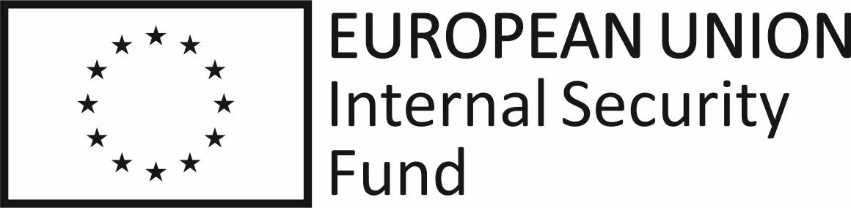 EUROPEAN UNION
Internal Security
Fund